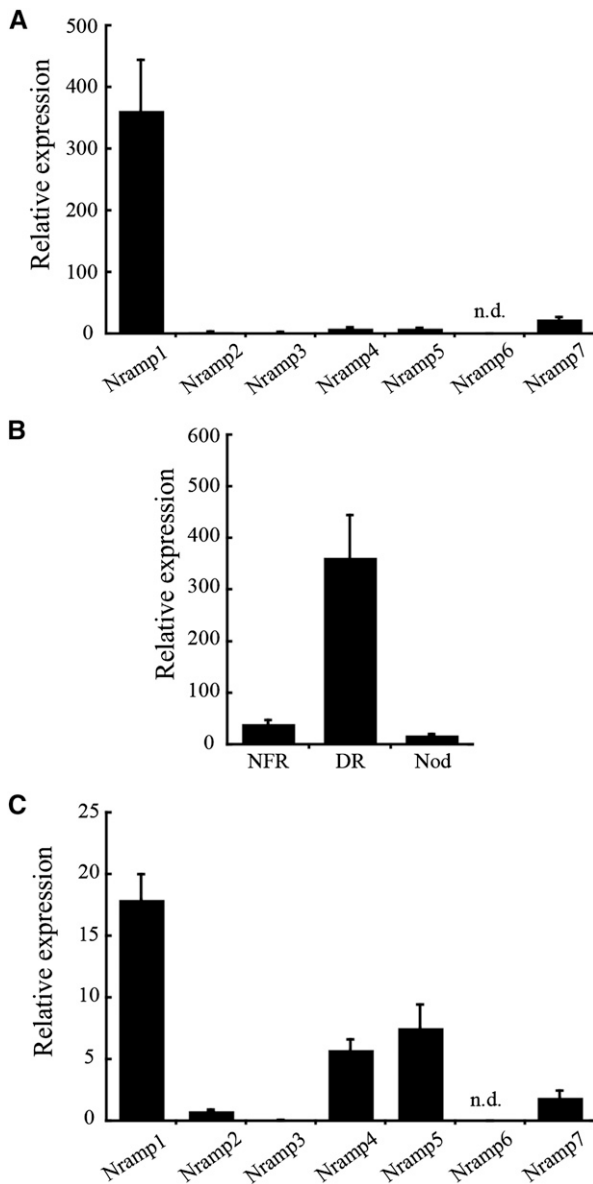 A
Relative expression
500
400
300
200
100
0
n.d.
Nramp1
Nramp2
Nramp3
Nramp4
Nramp5
Nramp6
Nramp7
B
Relative expression
600
500
400
300
200
100
0
NFR
DR
Nod
C
Relative expression
25
20
15
10
5
0
n.d.
Nramp1
Nramp2
Nramp3
Nramp4
Nramp5
Nramp6
Nramp7